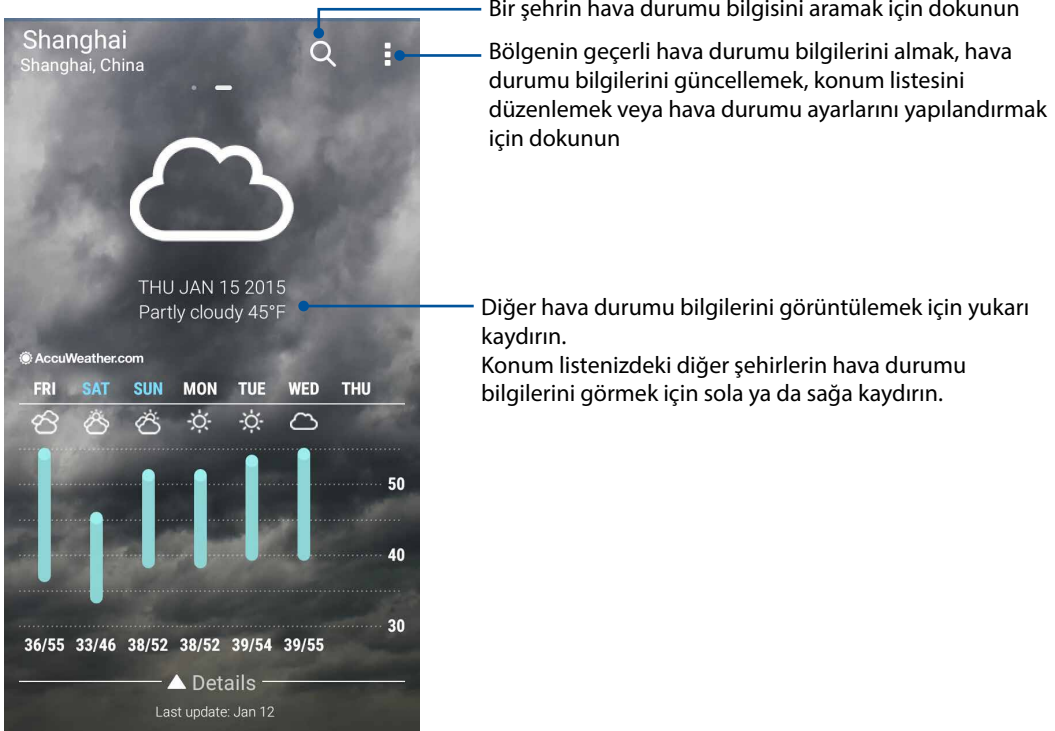 Bir şehrin hava durumu bilgisini aramak için dokunun
Shanghai
Shanghai, China
Bölgenin geçerli hava durumu bilgilerini almak, hava
durumu bilgilerini güncellemek, konum listesini
düzenlemek veya hava durumu ayarlarını yapılandırmak
için dokunun
THU JAN 15 2015
Partly cloudy 45°F
Diğer hava durumu bilgilerini görüntülemek için yukarı
kaydırın.
Konum listenizdeki diğer şehirlerin hava durumu
bilgilerini görmek için sola ya da sağa kaydırın.
AccuWeather.com
FRI SAT SUN MON TUE WED THU
50
40
30
36/55 33/46 38/52 38/52 39/54 39/55
Details
Last update: Jan 12